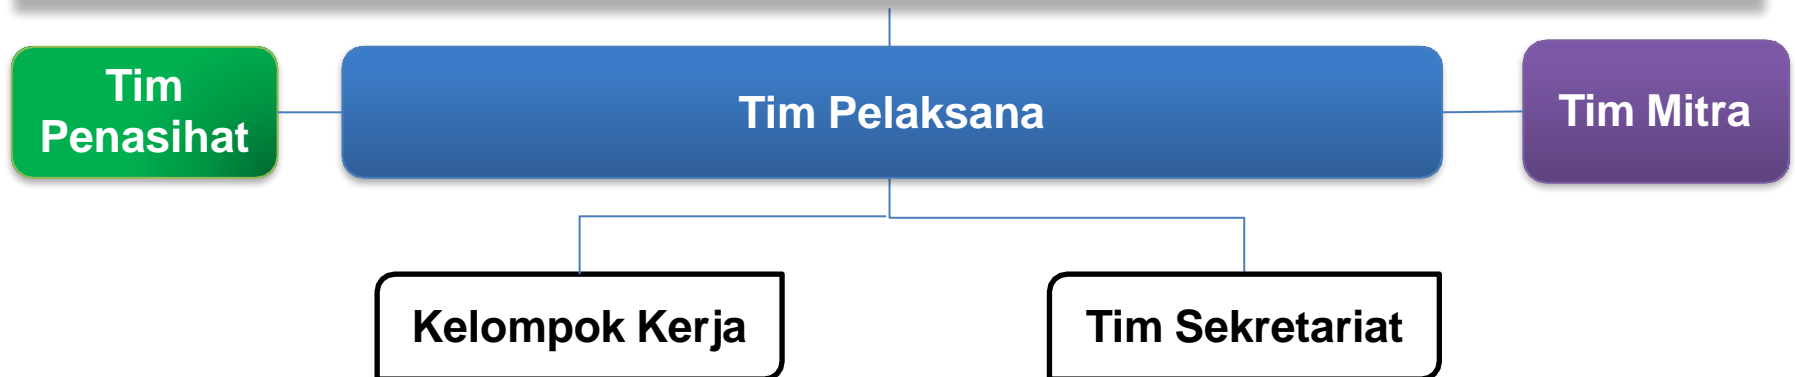 Tim
Penasihat
Tim Pelaksana
Tim Mitra
Kelompok Kerja
Tim Sekretariat